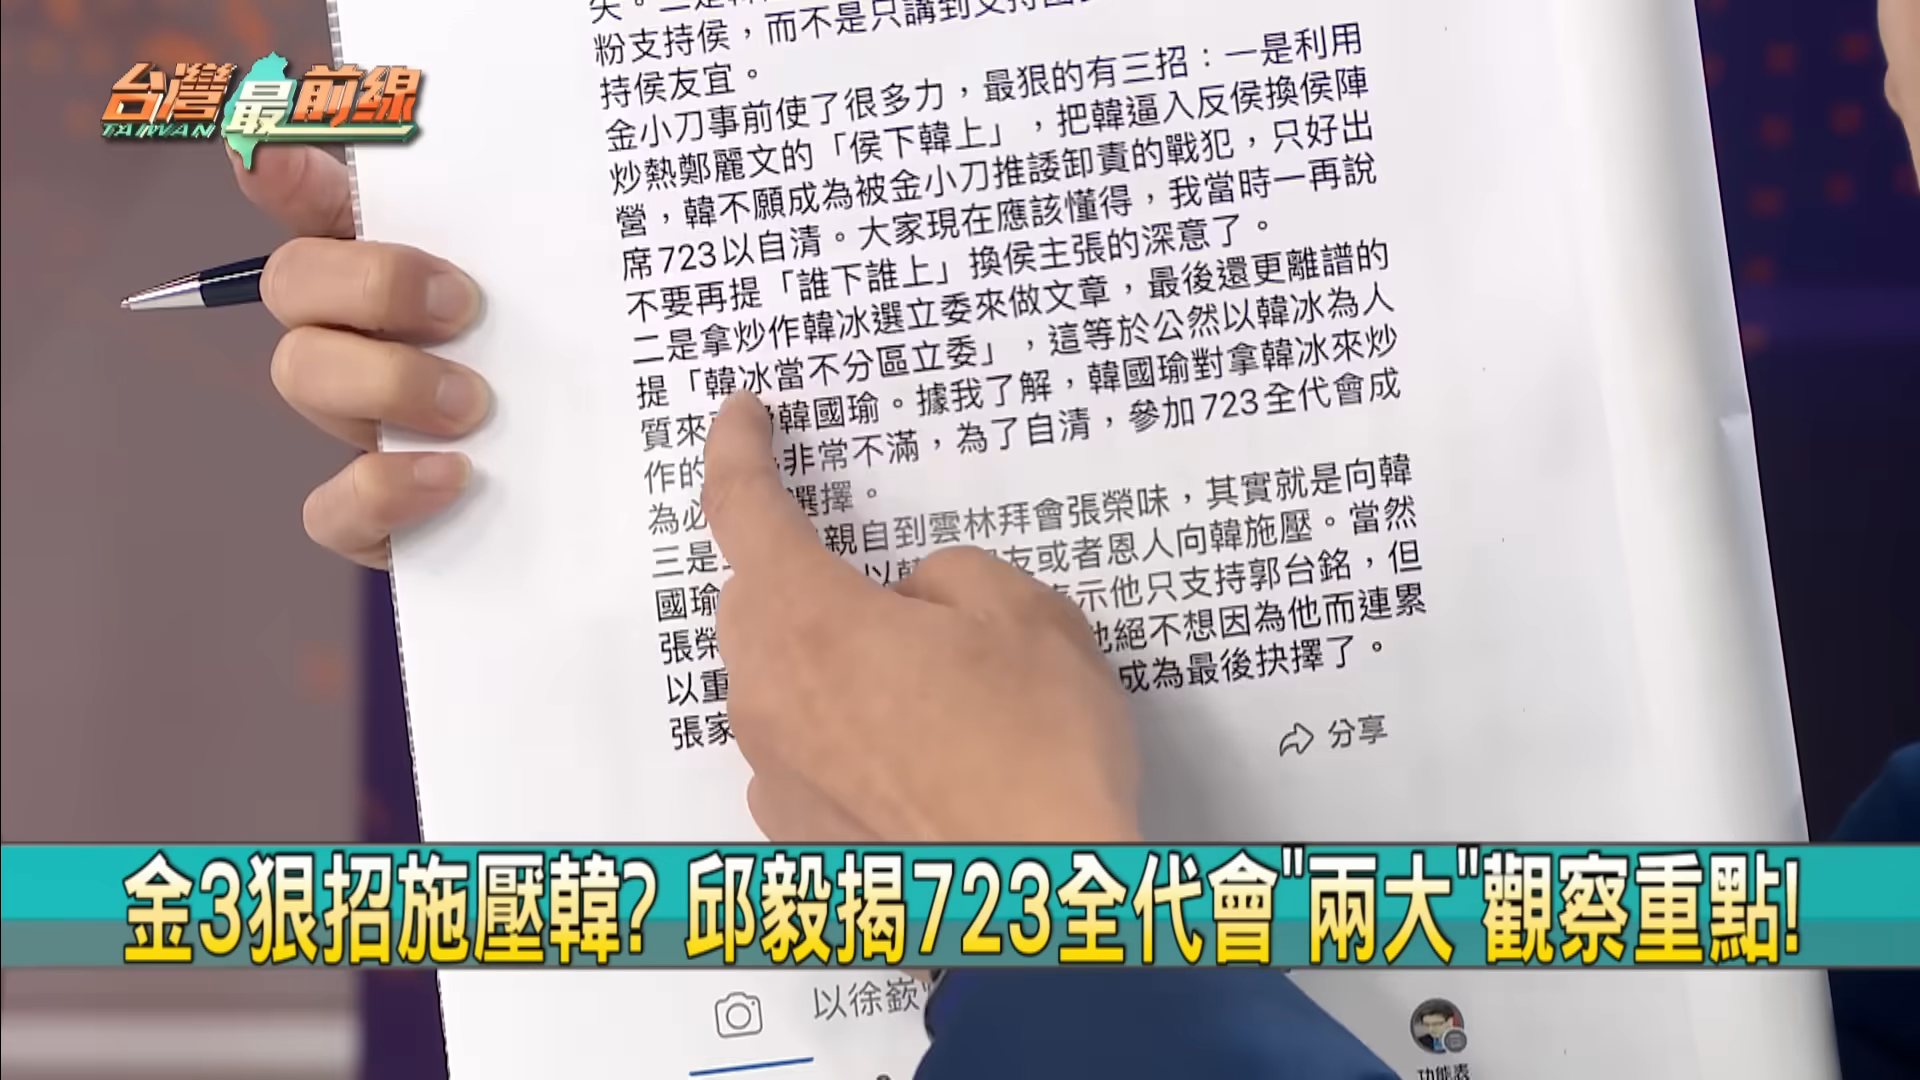 台灣最前線
TAIWAN
粉支持侯，而不是只講到支持國
持侯友宜。
金小刀事前使了很多力，最狠的有三招：一是利用
炒熱鄭麗文的「侯下韓上」，把韓逼入反侯換侯陣
營，韓不願成為被金小刀推諉卸責的戰犯，只好出
席723以自清。大家現在應該懂得，我當時一再說
不要再提「誰下誰上」換侯主張的深意了。
二是拿炒作韓冰選立委來做文章，最後還更離譜的
提「韓冰當不分區立委」，這等於公然以韓冰為人
質來 韓國瑜。據我了解，韓國瑜對拿韓冰來炒
作的 非常不滿，為了自清，參加723全代會成
為必 選擇。
三是 親自到雲林拜會張榮味，其實就是向韓
國瑜 以 友或者恩人向韓施壓。當然
張榮 表示他只支持郭台銘，但
以重 他絕不想因為他而連累
張家 成為最後抉擇了。
分享
金3狠招施壓韓? 邱毅揭723全代會"兩大"觀察重點!
以徐嶔
功能表